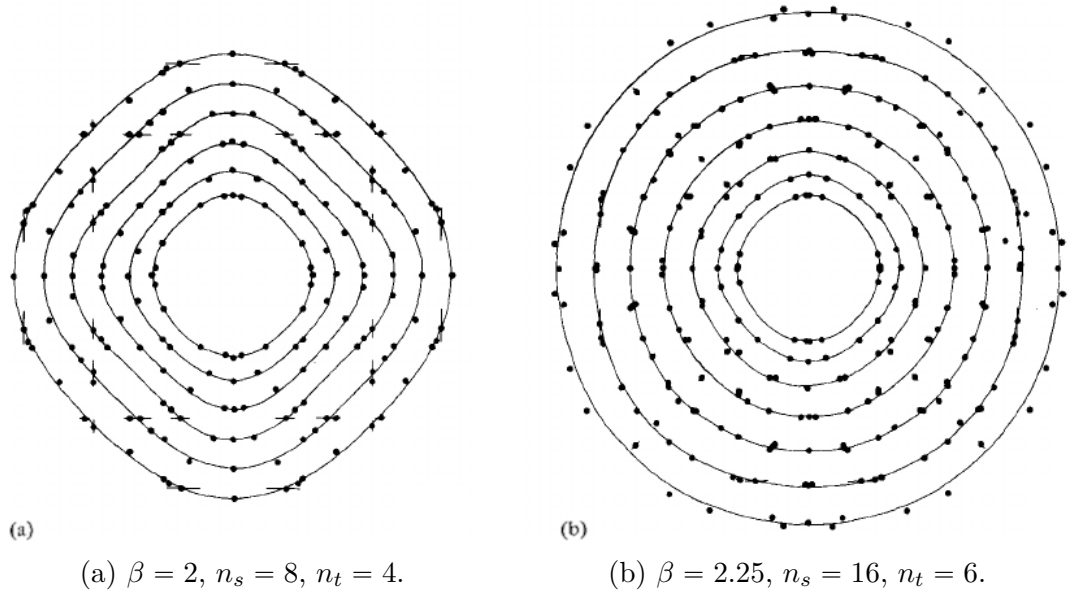 (a)
(b)
(a) β = 2, n_s = 8, n_t = 4.
(b) β = 2.25, n_s = 16, n_t = 6.